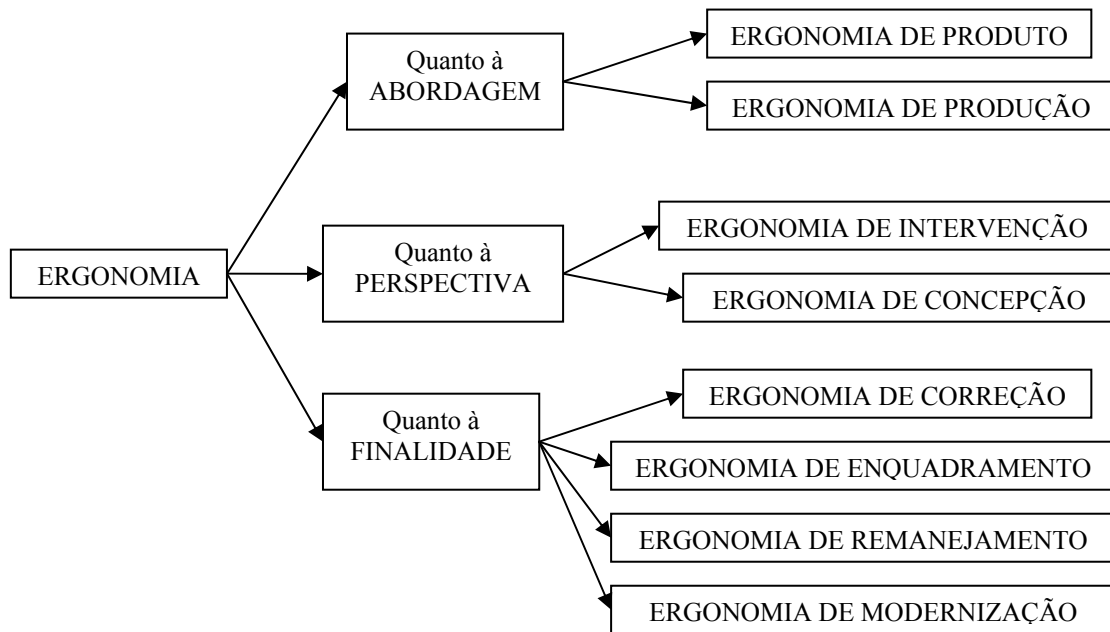 ERGONOMIA
Quanto à
ABORDAGEM
ERGONOMIA DE PRODUTO
ERGONOMIA DE PRODUÇÃO
Quanto à
PERSPECTIVA
ERGONOMIA DE INTERVENÇÃO
ERGONOMIA DE CONCEPÇÃO
Quanto à
FINALIDADE
ERGONOMIA DE CORREÇÃO
ERGONOMIA DE ENQUADRAMENTO
ERGONOMIA DE REMANEJAMENTO
ERGONOMIA DE MODERNIZAÇÃO